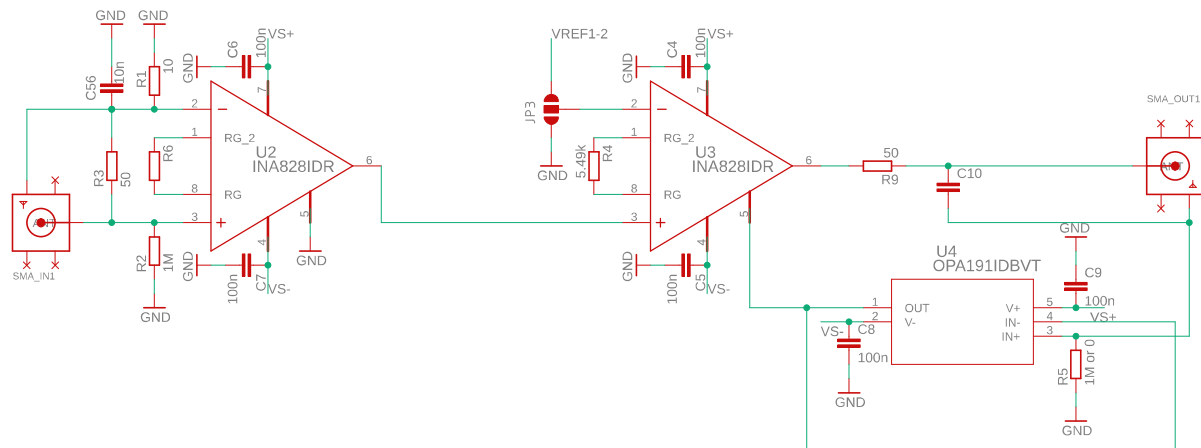 GND
GND
C56
10n
R1
10
C6
100n
VS+
GND
2
7
1
RG_2
U2
INA828IDR
6
R6
R3
50
8
RG
3
5
4
ANT
SMA_IN1
R2
1M
GND
GND
100n
C7
VS-
GND
VREF1-2
JP3
GND
C4
100n
VS+
GND
2
7
1
RG_2
U3
INA828IDR
6
5.49k
R4
8
RG
3
5
4
GND
100n
C5
VS-
50
R9
C10
SMA_OUT1
U4
OPA191IDBVT
GND
C9
100n
1
OUT
V+
5
2
V-
IN-
4
VS+
IN+
3
VS-
C8
100n
GND
R5
1M or 0
GND